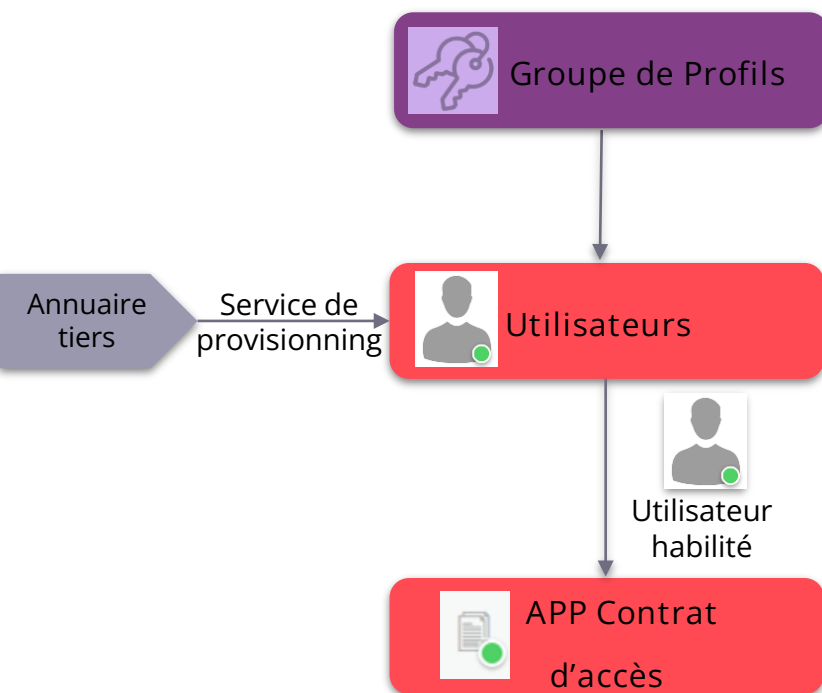 Groupe de Profils
Annuaire
tiers
Service de
provisionning
Utilisateurs
Utilisateur
habilité
APP Contrat
d’accès